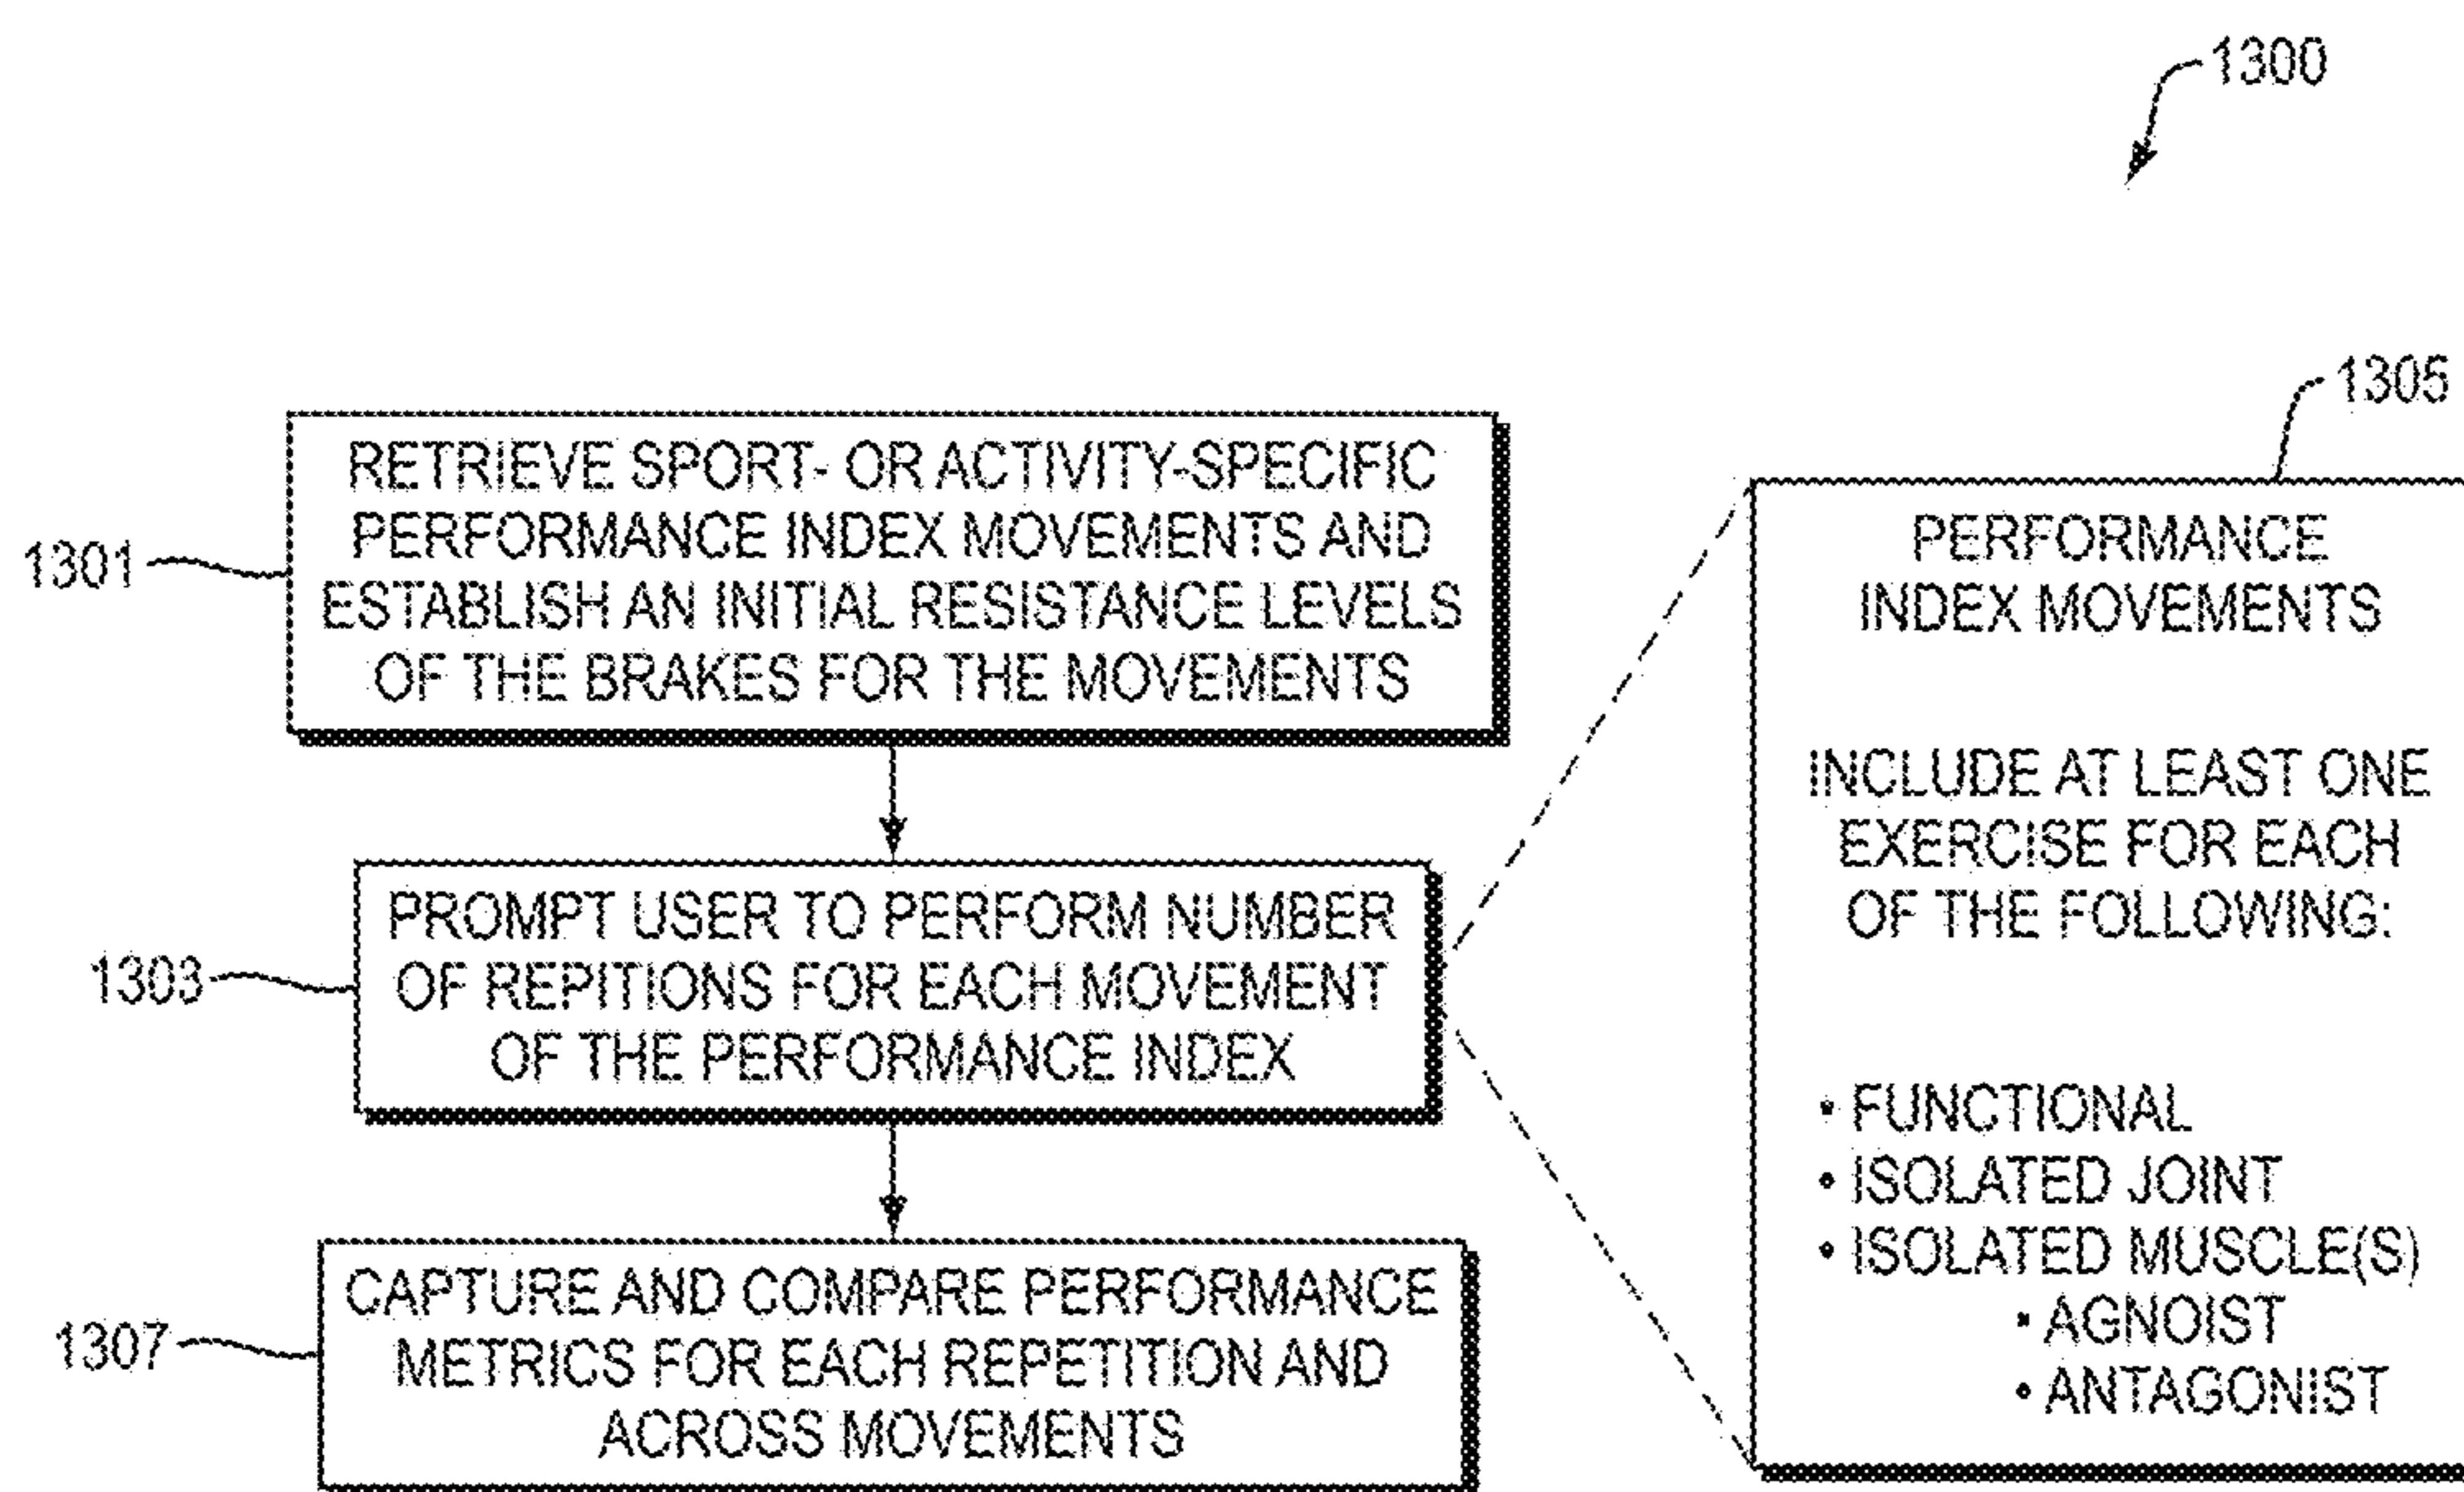 1300
1301
RETRIEVE SPORT- OR ACTIVITY-SPECIFIC
PERFORMANCE INDEX MOVEMENTS AND
ESTABLISH AN INITIAL RESISTANCE LEVELS
OF THE BRAKES FOR THE MOVEMENTS
1303
PROMPT USER TO PERFORM NUMBER
OF REPITIONS FOR EACH MOVEMENT
OF THE PERFORMANCE INDEX
1305
PERFORMANCE
INDEX MOVEMENTS
INCLUDE AT LEAST ONE
EXERCISE FOR EACH
OF THE FOLLOWING:
• FUNCTIONAL
• ISOLATED JOINT
• ISOLATED MUSCLE(S)
• AGNOIST
• ANTAGONIST
1307
CAPTURE AND COMPARE PERFORMANCE
METRICS FOR EACH REPETITION AND
ACROSS MOVEMENTS